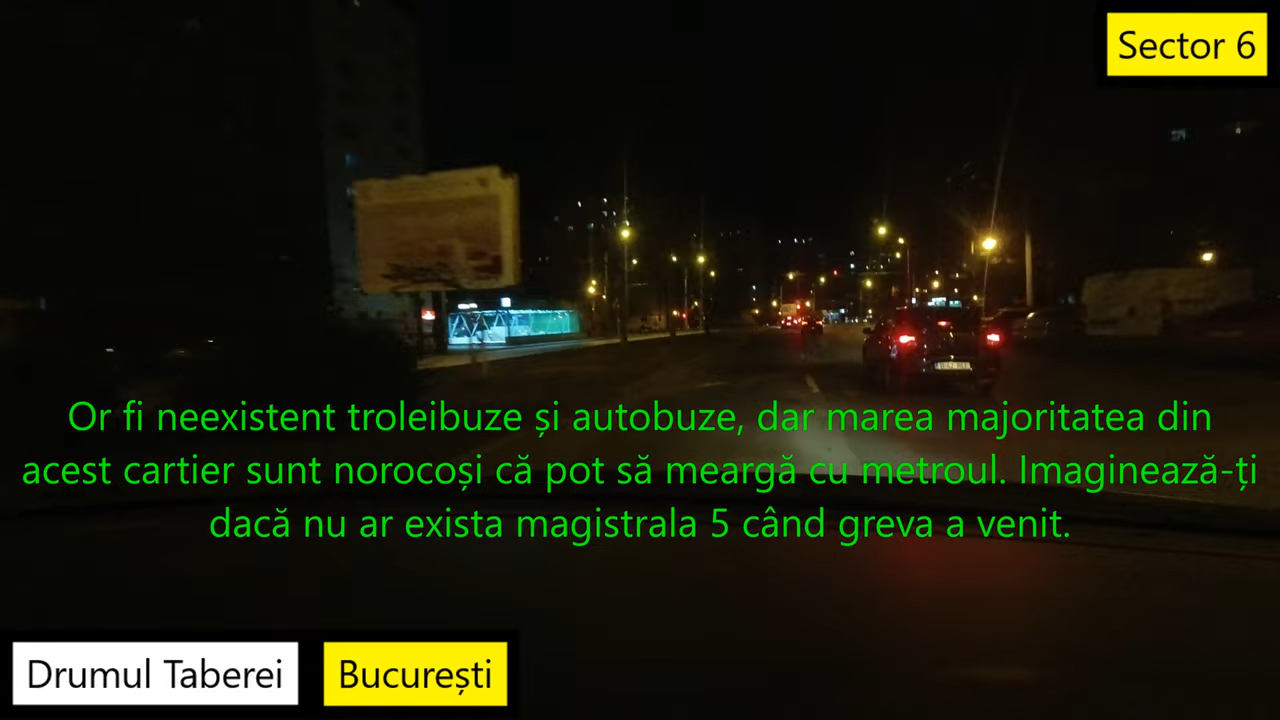 Sector 6
Or fi neexistent troleibuze și autobuze, dar marea majoritatea din
acest cartier sunt norocoși că pot să meargă cu metroul. Imaginează-ți
dacă nu ar exista magistrala 5 când greva a venit.
Drumul Taberei
București